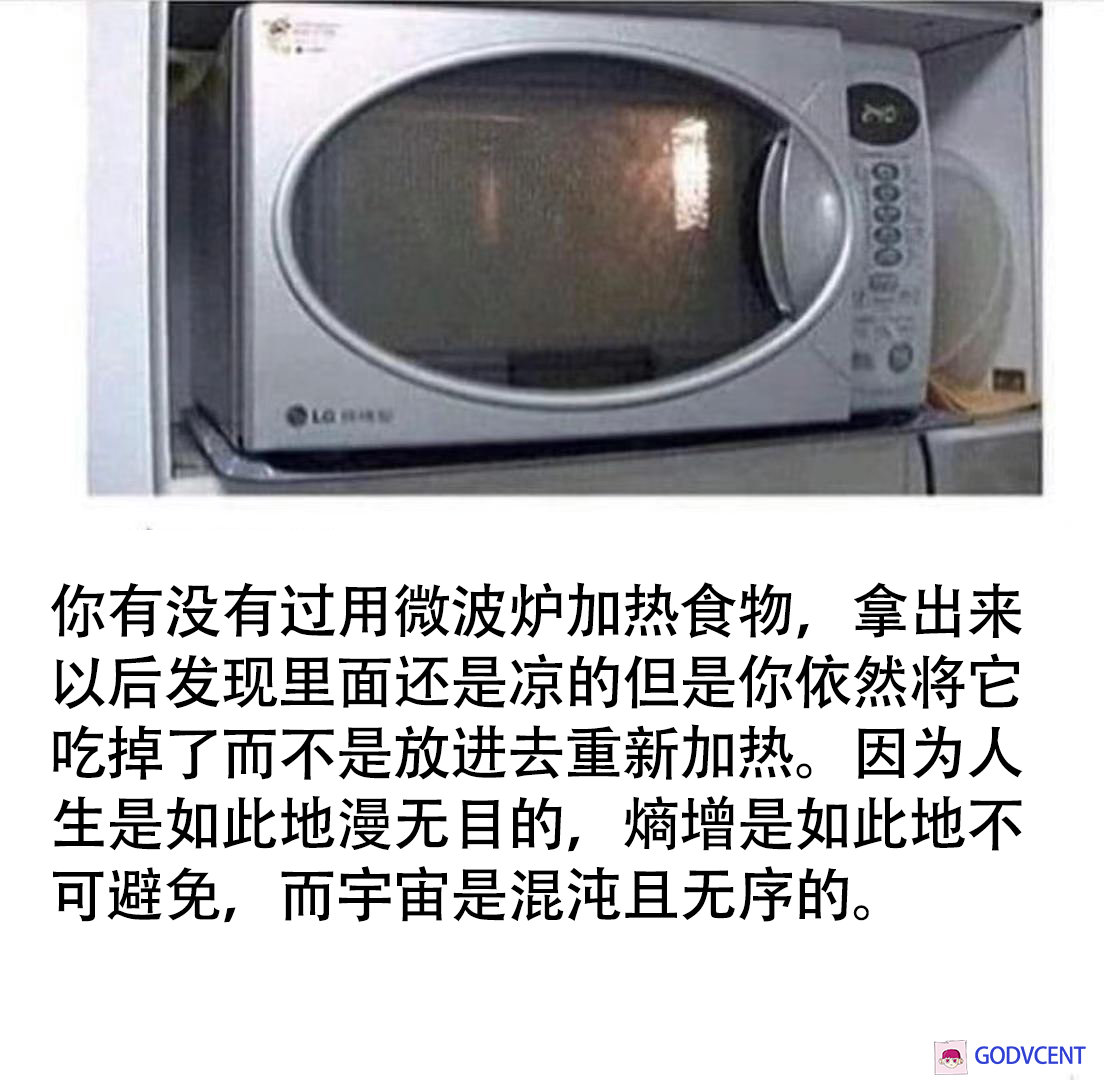 LG
你有没有过用微波炉加热食物，拿出来
以后发现里面还是凉的但是你依然将它
吃掉了而不是放进去重新加热。因为人
生是如此地漫无目的，熵增是如此地不
可避免，而宇宙是混沌且无序的。
GODVCENT